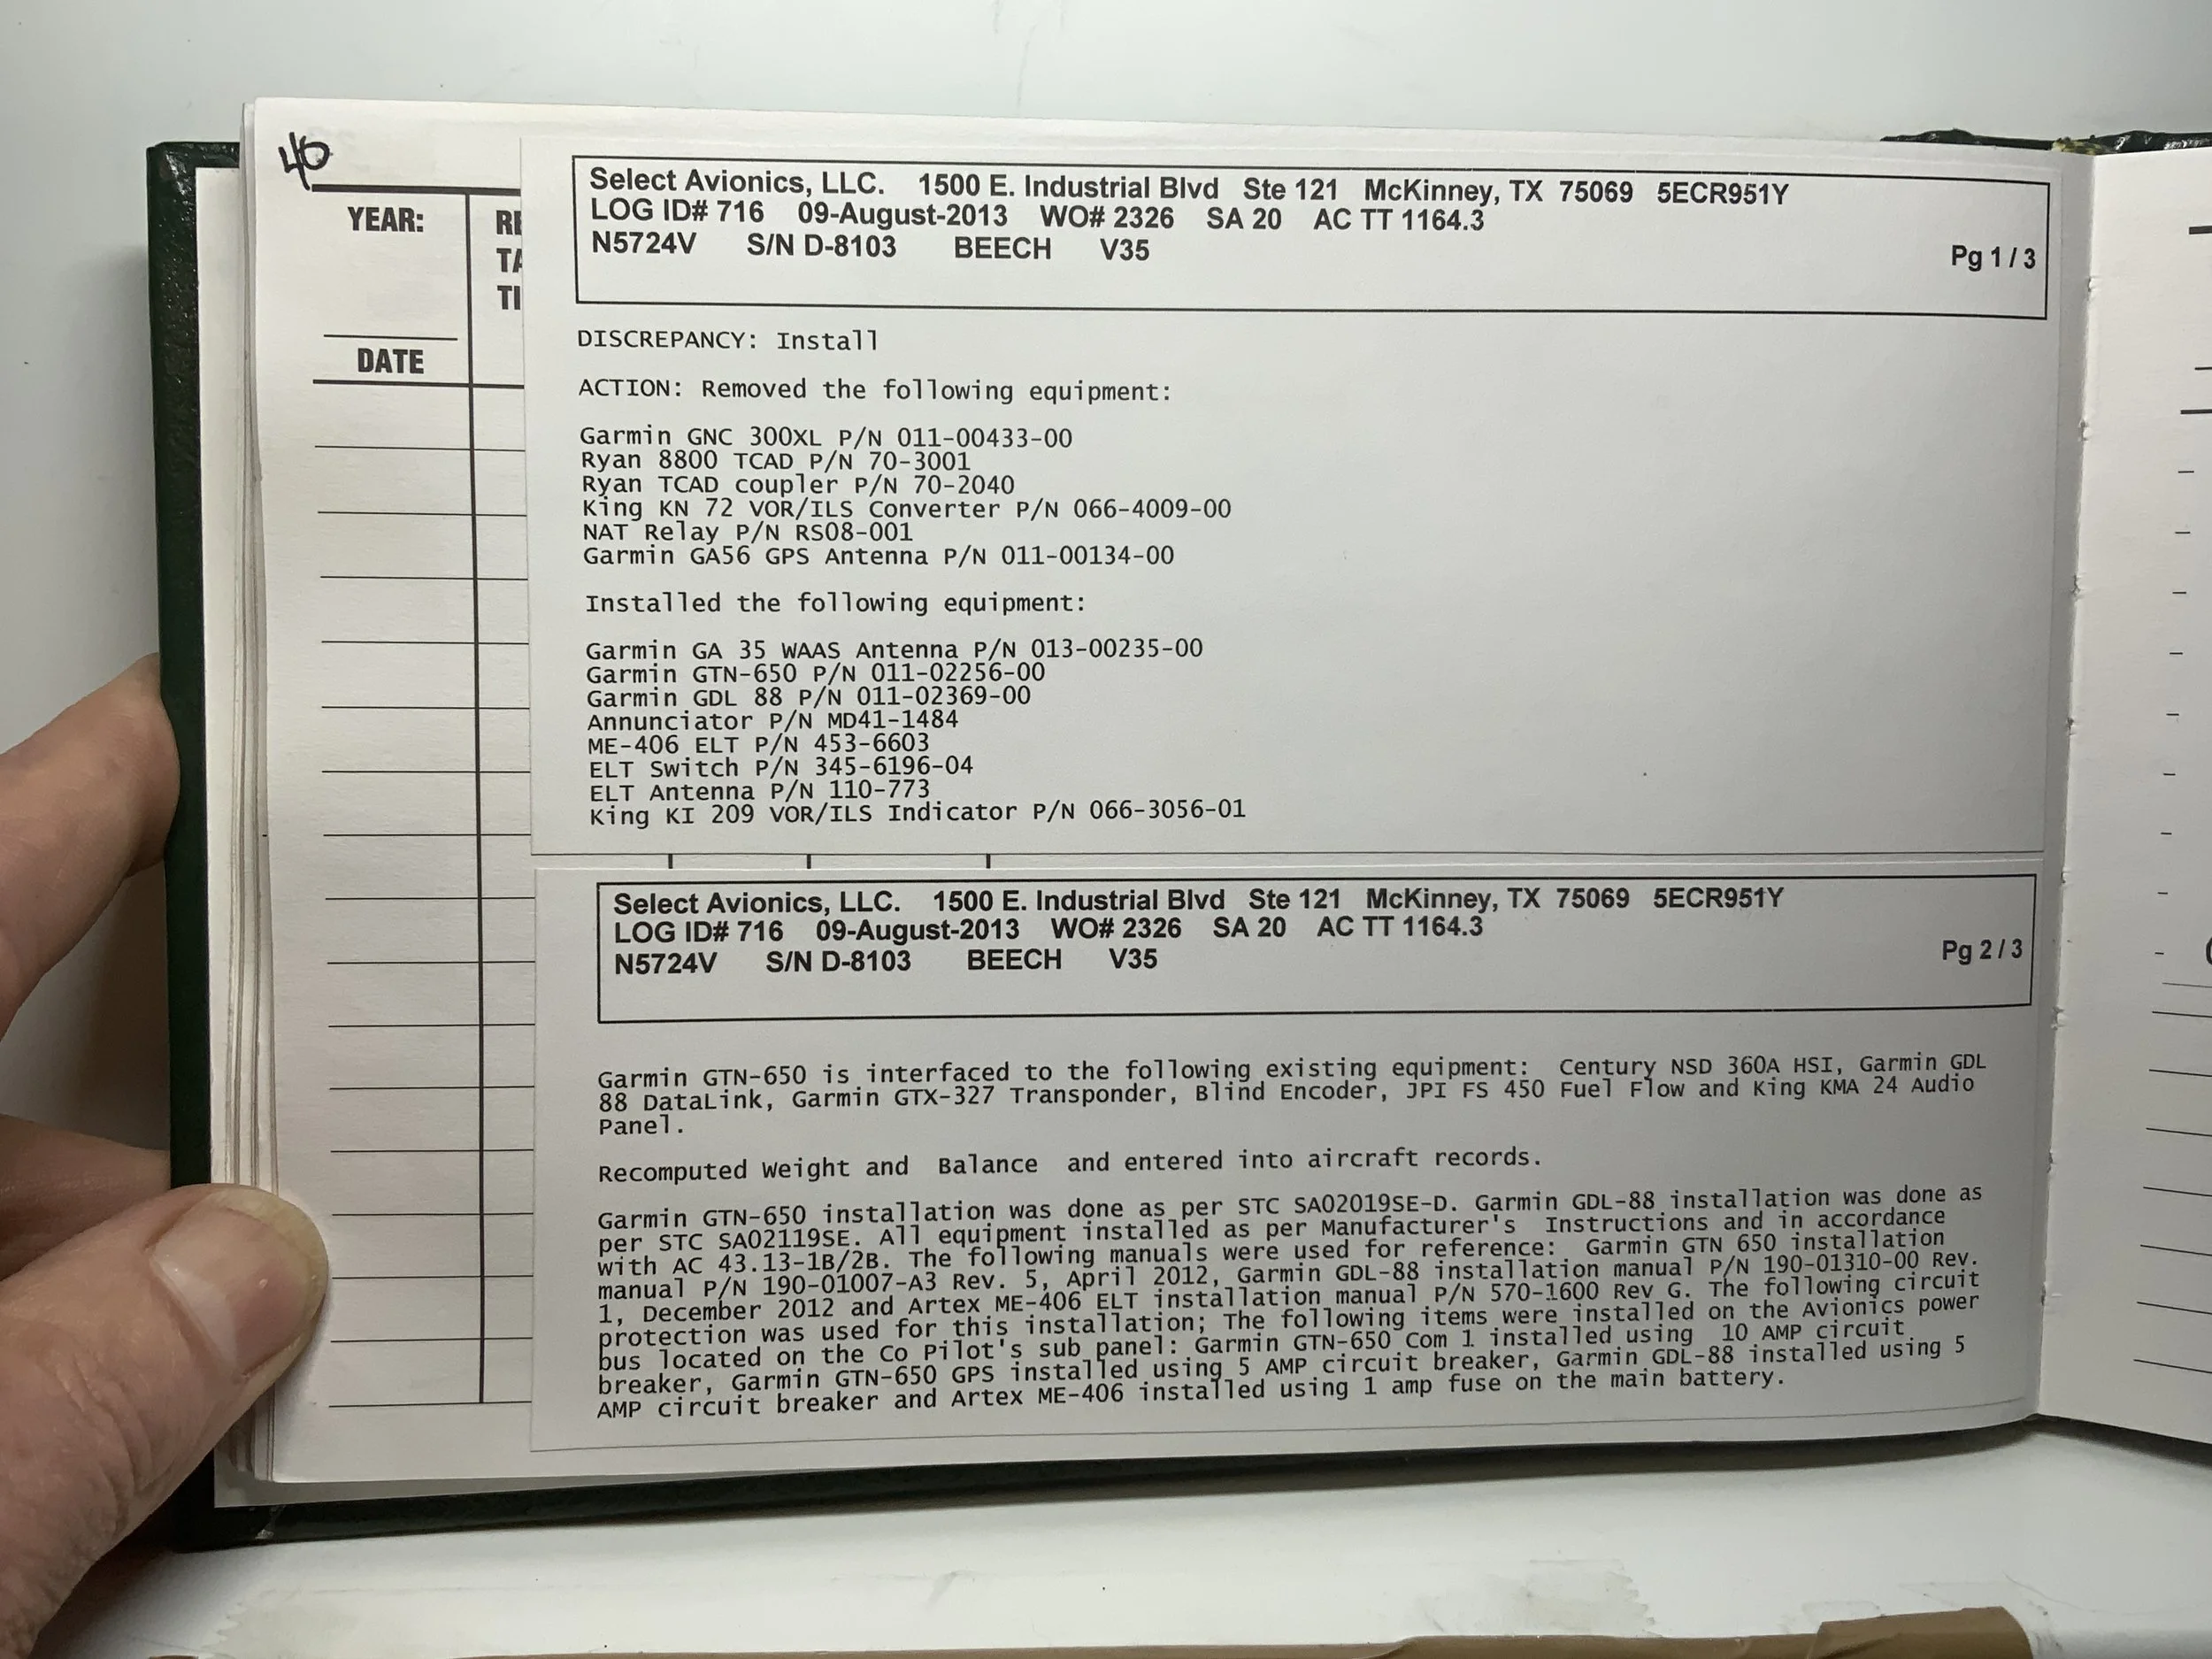 40
YEAR:
DATE
Select Avionics, LLC. 1500 E. Industrial Blvd Ste 121 McKinney, TX 75069 5ECR951Y
LOG ID# 716 09-August-2013 WO# 2326 SA 20 AC TT 1164.3
N5724V S/N D-8103 BEECH V35
Pg 1 / 3
DISCREPANCY: Install
ACTION: Removed the following equipment:
Garmin GNC 300XL P/N 011-00433-00
Ryan 8800 TCAD P/N 70-3001
Ryan TCAD coupler P/N 70-2040
King KN 72 VOR/ILS Converter P/N 066-4009-00
NAT Relay P/N RS08-001
Garmin GA56 GPS Antenna P/N 011-00134-00
Installed the following equipment:
Garmin GA 35 WAAS Antenna P/N 013-00235-00
Garmin GTN-650 P/N 011-02256-00
Garmin GDL 88 P/N 011-02369-00
Annunciator P/N MD41-1484
ME-406 ELT P/N 453-6603
ELT Switch P/N 345-6196-04
ELT Antenna P/N 110-773
King KI 209 VOR/ILS Indicator P/N 066-3056-01
Select Avionics, LLC. 1500 E. Industrial Blvd Ste 121 McKinney, TX 75069 5ECR951Y
LOG ID# 716 09-August-2013 WO# 2326 SA 20 AC TT 1164.3
N5724V S/N D-8103 BEECH V35
Pg 2 / 3
Garmin GTN-650 is interfaced to the following existing equipment: Century NSD 360A HSI, Garmin GDL
88 DataLink, Garmin GTX-327 Transponder, Blind Encoder, JPI FS 450 Fuel Flow and King KMA 24 Audio
Panel.
Recomputed Weight and Balance and entered into aircraft records.
Garmin GTN-650 installation was done as per STC SA02019SE-D. Garmin GDL-88 installation was done as
per STC SA02119SE. All equipment installed as per Manufacturer's Instructions and in accordance
with AC 43.13-1B/2B. The following manuals were used for reference: Garmin GTN 650 installation
manual P/N 190-01007-A3 Rev. 5, April 2012, Garmin GDL-88 installation manual P/N 190-01310-00 Rev.
1, December 2012 and Artex ME-406 ELT installation manual P/N 570-1600 Rev G. The following circuit
protection was used for this installation; The following items were installed on the Avionics power
bus located on the Co Pilot's sub panel: Garmin GTN-650 Com 1 installed using 10 AMP circuit
breaker, Garmin GTN-650 GPS installed using 5 AMP circuit breaker, Garmin GDL-88 installed using 5
AMP circuit breaker and Artex ME-406 installed using 1 amp fuse on the main battery.